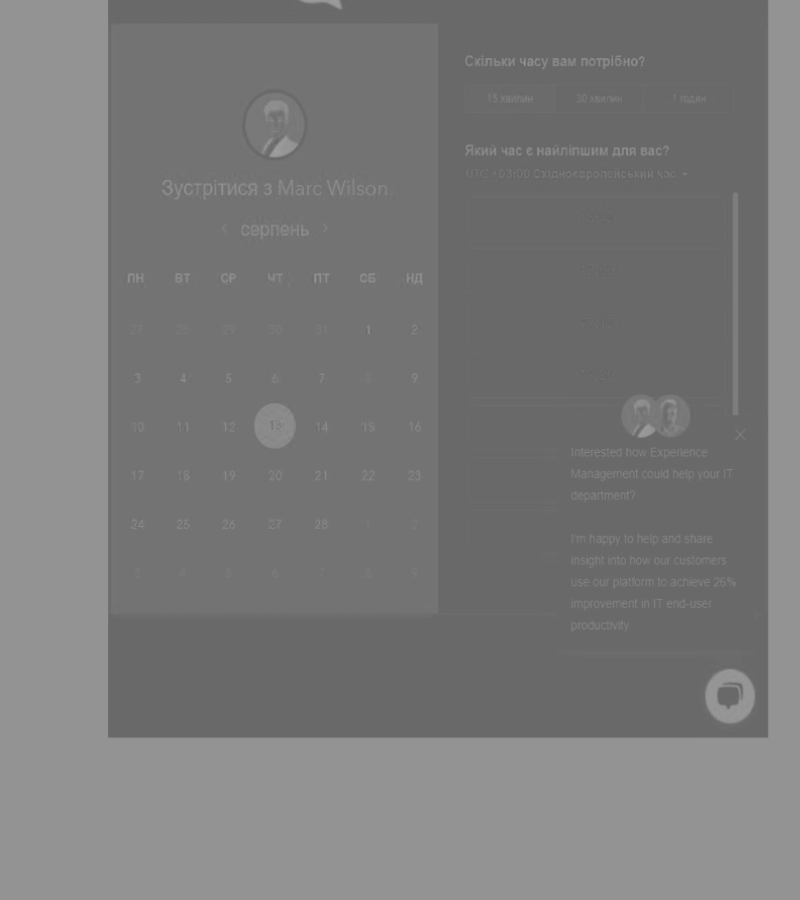 Зустрітися з Marc Wilson.
серпень
ПН ВТ СР ЧТ ПТ СБ НД
27 28 29 30 31 1 2
3 4 5 6 7 8 9
10 11 12 13 14 15 16
17 18 19 20 21 22 23
24 25 26 27 28 1 2
3 4 5 6 7 8 9
Скільки часу вам потрібно?
15 хвилин 30 хвилин 1 годин
Який час є найліпшим для вас?
UTC +03:00 Східноєвропейський час
Interested how Experience
Management could help your IT
department?
I'm happy to help and share
insight into how our customers
use our platform to achieve 26%
improvement in IT end-user
productivity.